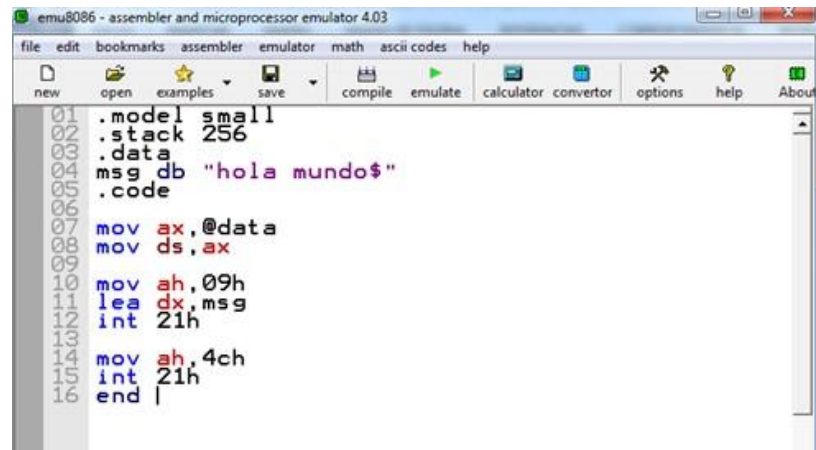 emu8086 - assembler and microprocessor emulator 4.03
file edit bookmarks assembler emulator math ascii codes help
new open examples save compile emulate calculator convertor options help About
01 .model small
02 .stack 256
03 .data
04 msg db "hola mundo$"
05 .code
06
07 mov ax,@data
08 mov ds,ax
09
10 mov ah,09h
11 lea dx,msg
12 int 21h
13
14 mov ah,4ch
15 int 21h
16 end